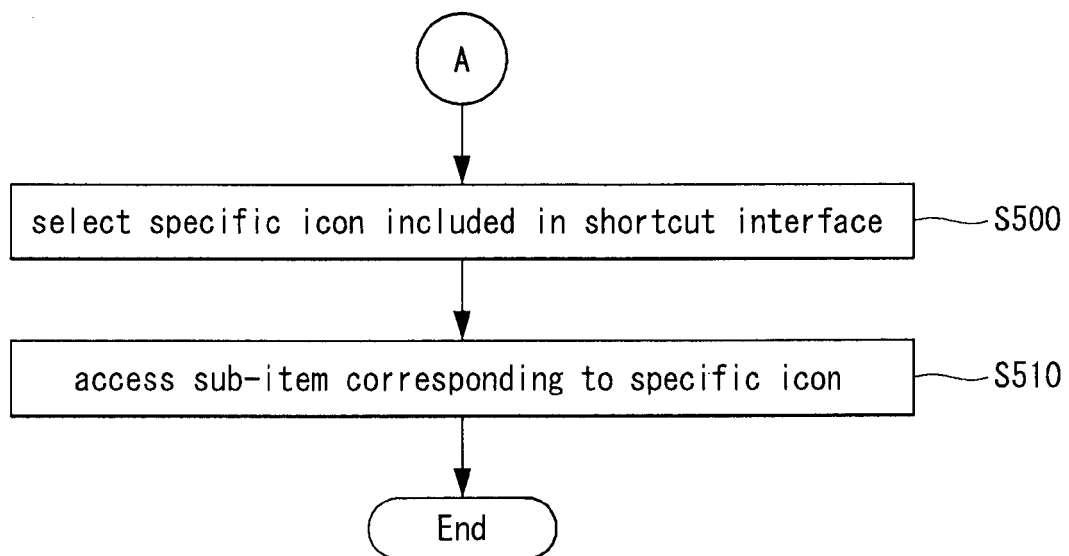 A
select specific icon included in shortcut interface
S500
access sub-item corresponding to specific icon
S510
End